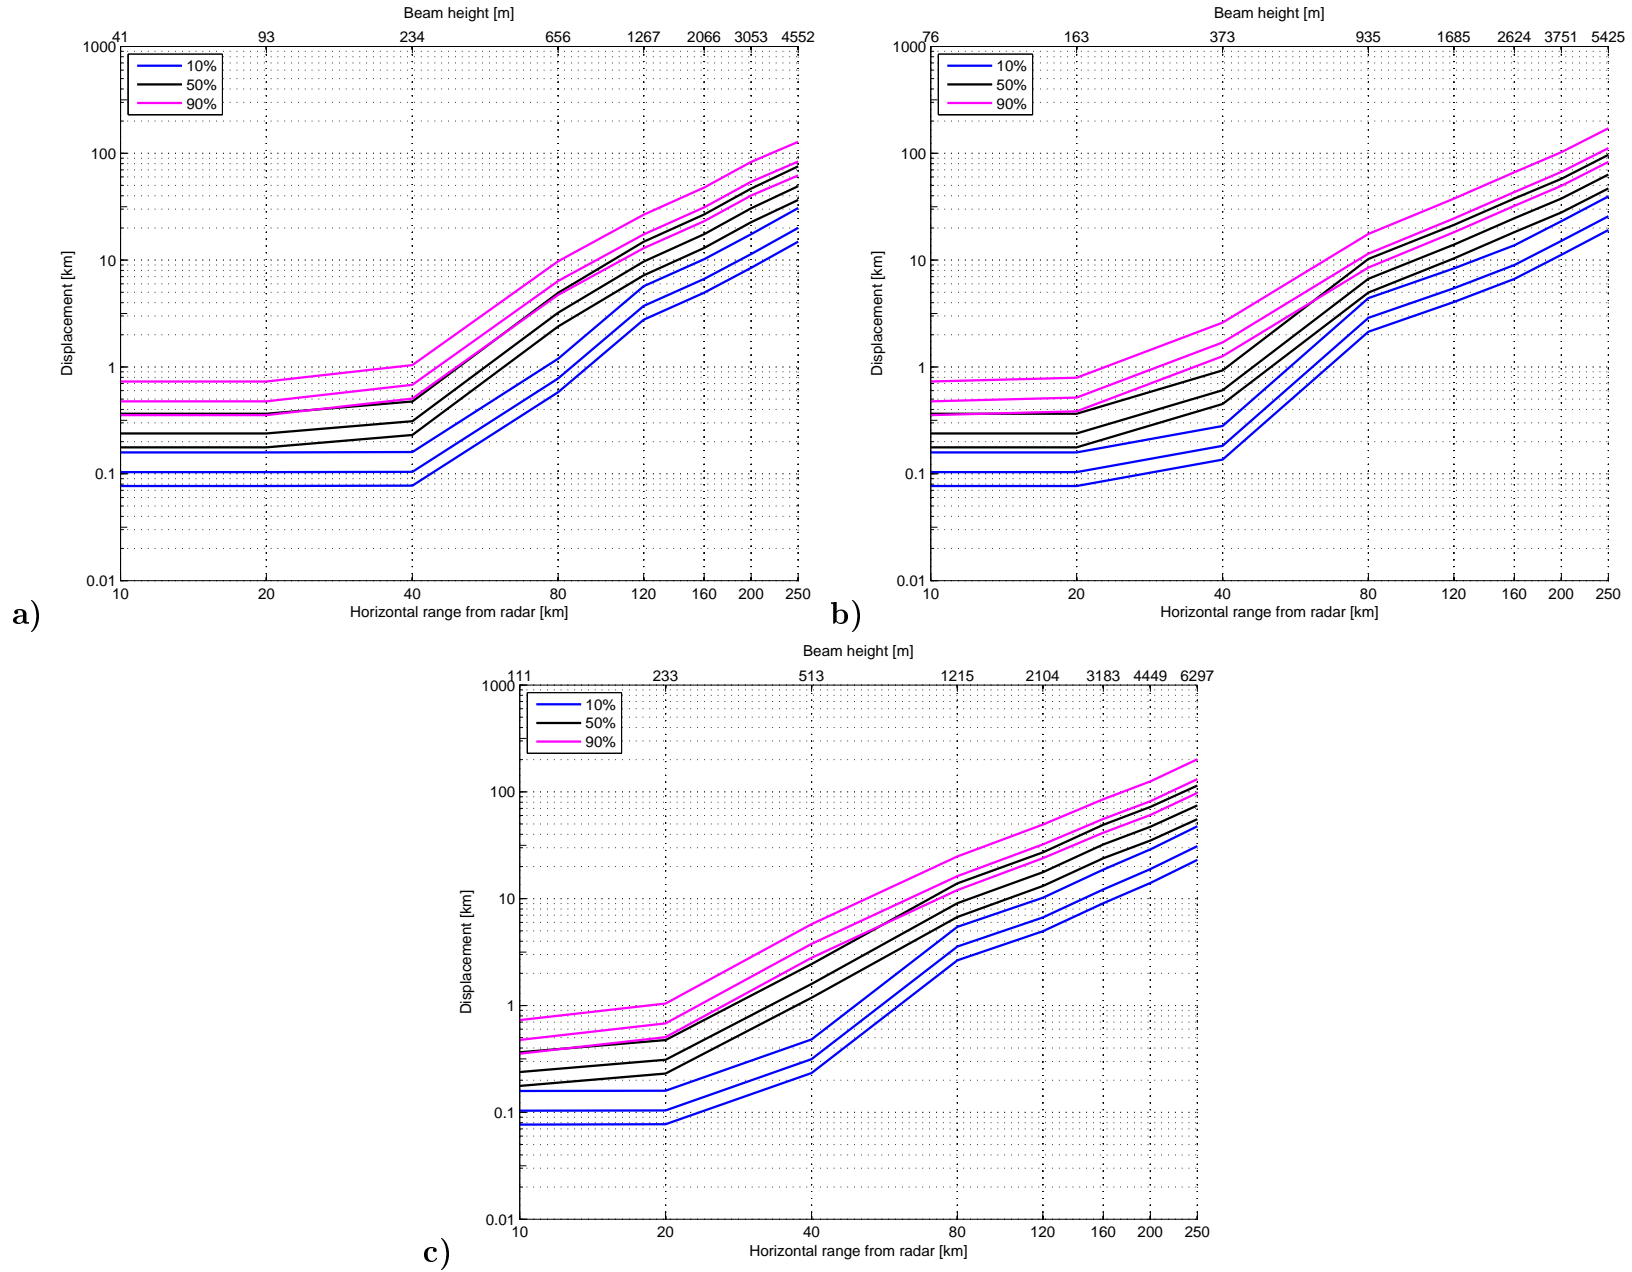 Beam height [m]
41 93 234 656 1267 2066 3053 4552
1000
100
10
1
0.1
0.01
Displacement [km]
10%
50%
90%
10 20 40 80 120 160 200 250
Horizontal range from radar [km]
a)
Beam height [m]
76 163 373 935 1685 2624 3751 5425
1000
100
10
1
0.1
0.01
Displacement [km]
10%
50%
90%
10 20 40 80 120 160 200 250
Horizontal range from radar [km]
b)
Beam height [m]
111 233 513 1215 2104 3183 4449 6297
1000
100
10
1
0.1
0.01
Displacement [km]
10%
50%
90%
10 20 40 80 120 160 200 250
Horizontal range from radar [km]
c)